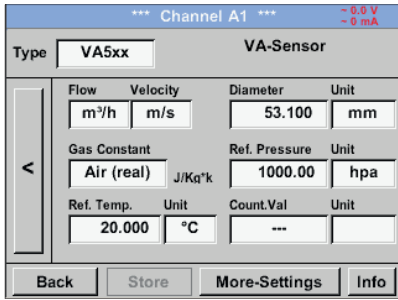 *** Channel A1 ***
~ 0.0 V
~ 0 mA
Type VA5xx VA-Sensor
Flow Velocity Diameter Unit
m³/h m/s 53.100 mm
Gas Constant Ref. Pressure Unit
< Air (real) J/Kg*k 1000.00 hpa
Ref. Temp. Unit Count.Val Unit
20.000 °C ---
Back Store More-Settings Info